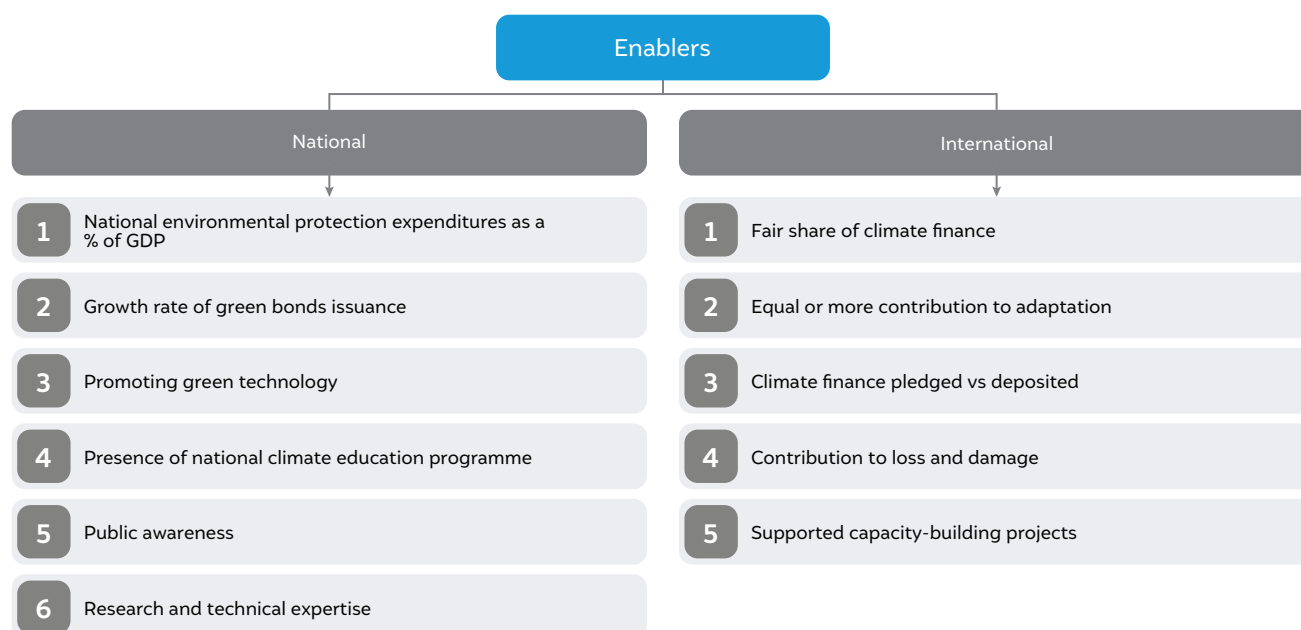 Enablers
National
1
National environmental protection expenditures as a
% of GDP
2
Growth rate of green bonds issuance
3
Promoting green technology
4
Presence of national climate education programme
5
Public awareness
6
Research and technical expertise
International
1
Fair share of climate finance
2
Equal or more contribution to adaptation
3
Climate finance pledged vs deposited
4
Contribution to loss and damage
5
Supported capacity-building projects